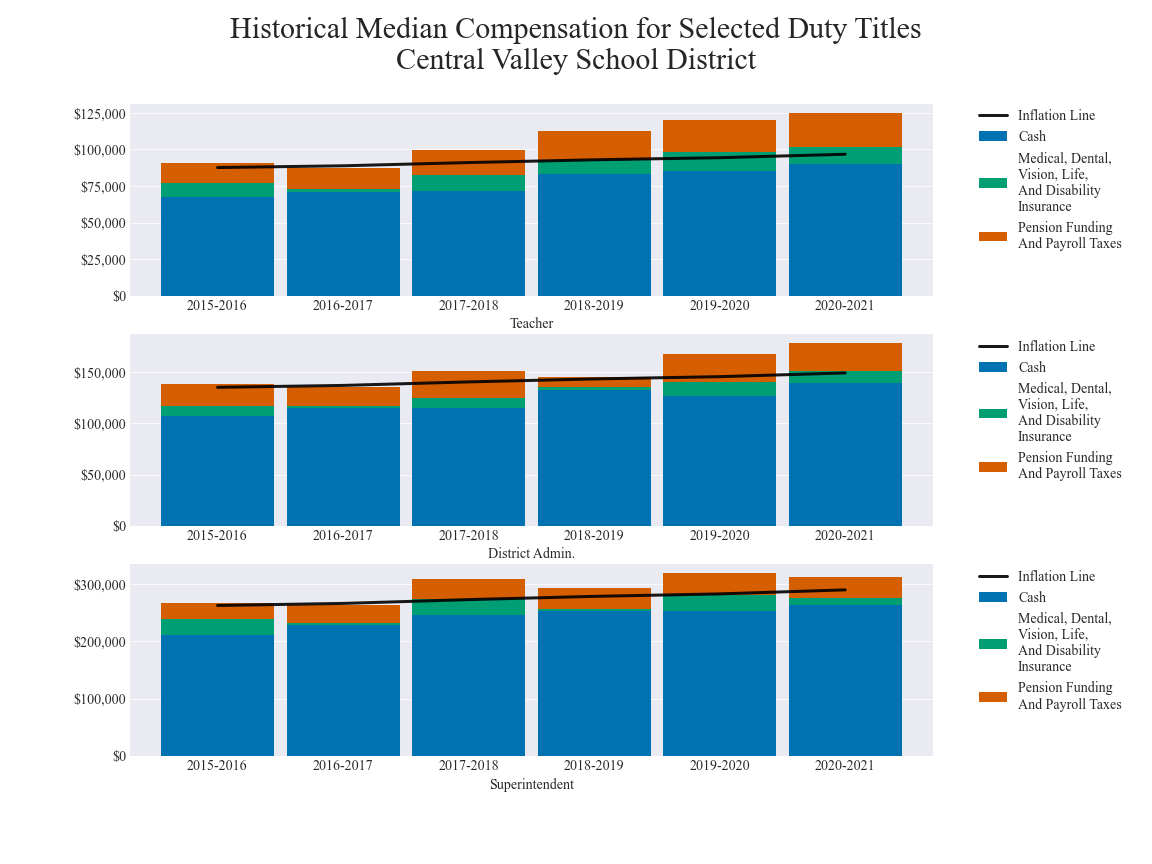 Historical Median Compensation for Selected Duty Titles
Central Valley School District
$125,000
$100,000
$75,000
$50,000
$25,000
$0
2015-2016
2016-2017
2017-2018
2018-2019
2019-2020
2020-2021
Teacher
Inflation Line
Cash
Medical, Dental,
Vision, Life,
And Disability
Insurance
Pension Funding
And Payroll Taxes
$150,000
$100,000
$50,000
$0
2015-2016
2016-2017
2017-2018
2018-2019
2019-2020
2020-2021
District Admin.
Inflation Line
Cash
Medical, Dental,
Vision, Life,
And Disability
Insurance
Pension Funding
And Payroll Taxes
$300,000
$200,000
$100,000
$0
2015-2016
2016-2017
2017-2018
2018-2019
2019-2020
2020-2021
Superintendent
Inflation Line
Cash
Medical, Dental,
Vision, Life,
And Disability
Insurance
Pension Funding
And Payroll Taxes